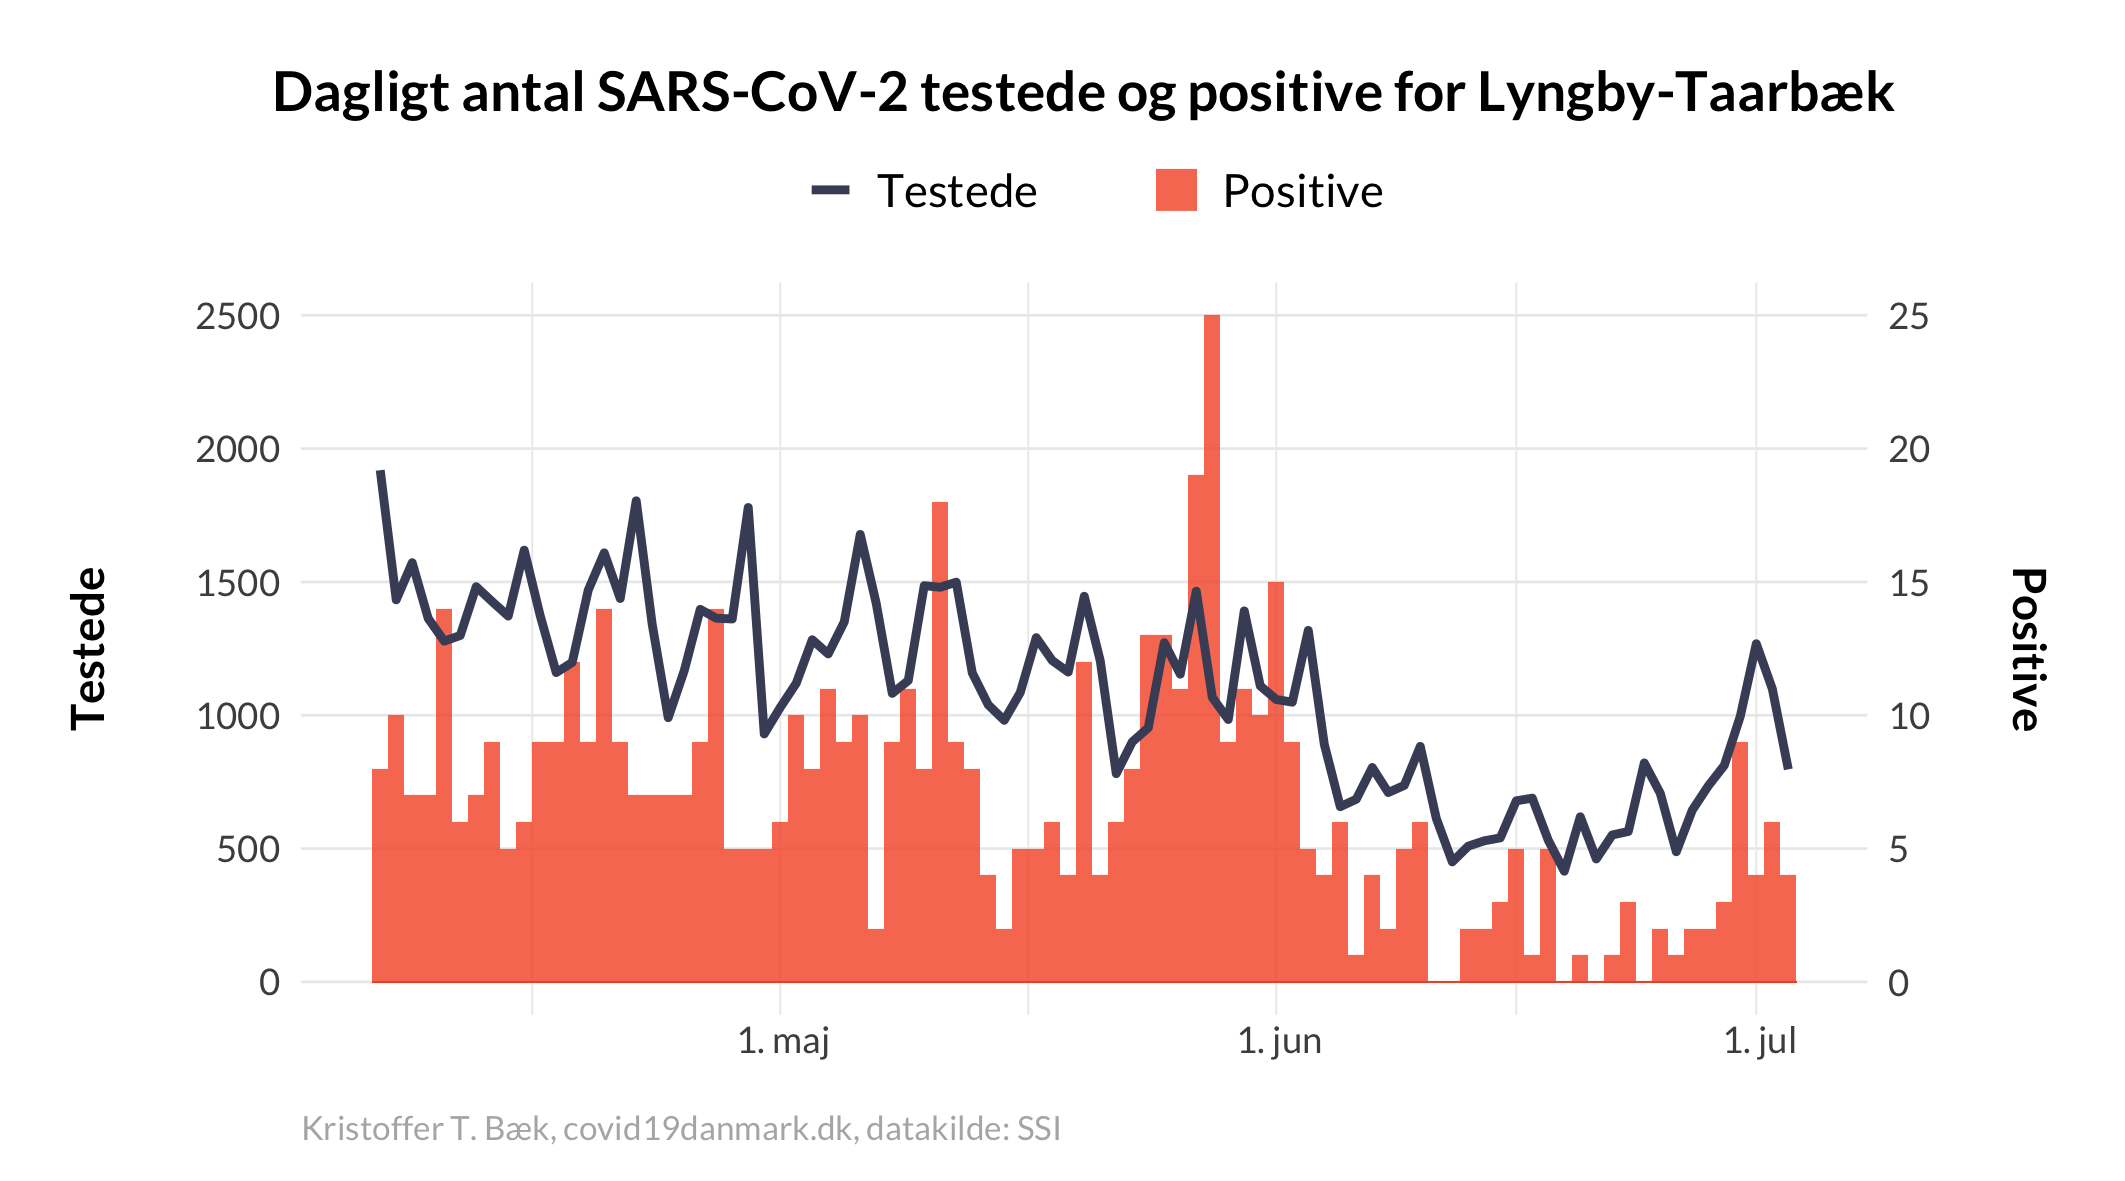 Dagligt antal SARS-CoV-2 testede og positive for Lyngby-Taarbæk
Testede
Positive
2500
2000
1500
1000
500
0
Testede
25
20
15
10
5
0
Positive
1. maj
1. jun
1. jul
Kristoffer T. Bæk, covid19danmark.dk, datakilde: SSI